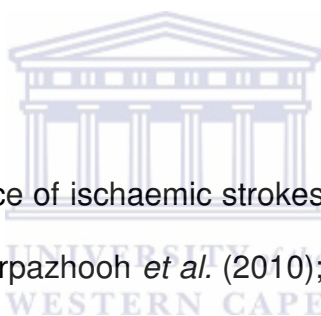 ce of ischaemic strokes
UNIVERSITY of the
rpazhooh et al. (2010);
WESTERN CAPE